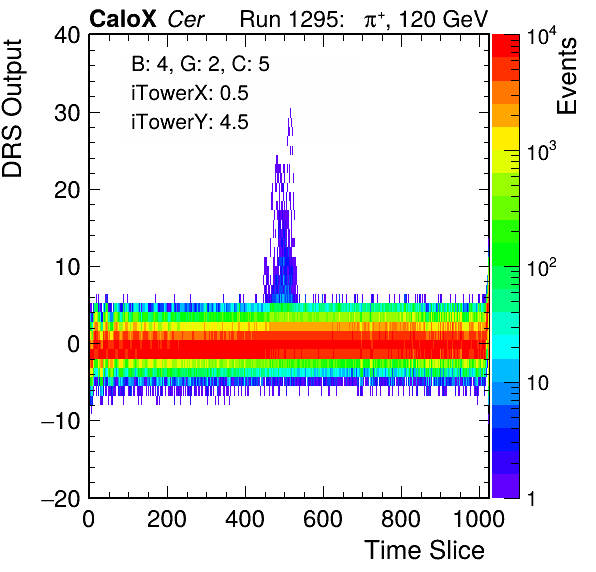 CaloX Cer Run 1295: π⁺, 120 GeV
B: 4, G: 2, C: 5
iTowerX: 0.5
iTowerY: 4.5
DRS Output
40
30
20
10
0
−10
−20
0 200 400 600 800 1000
Time Slice
Events
10⁴
10³
10²
10
1